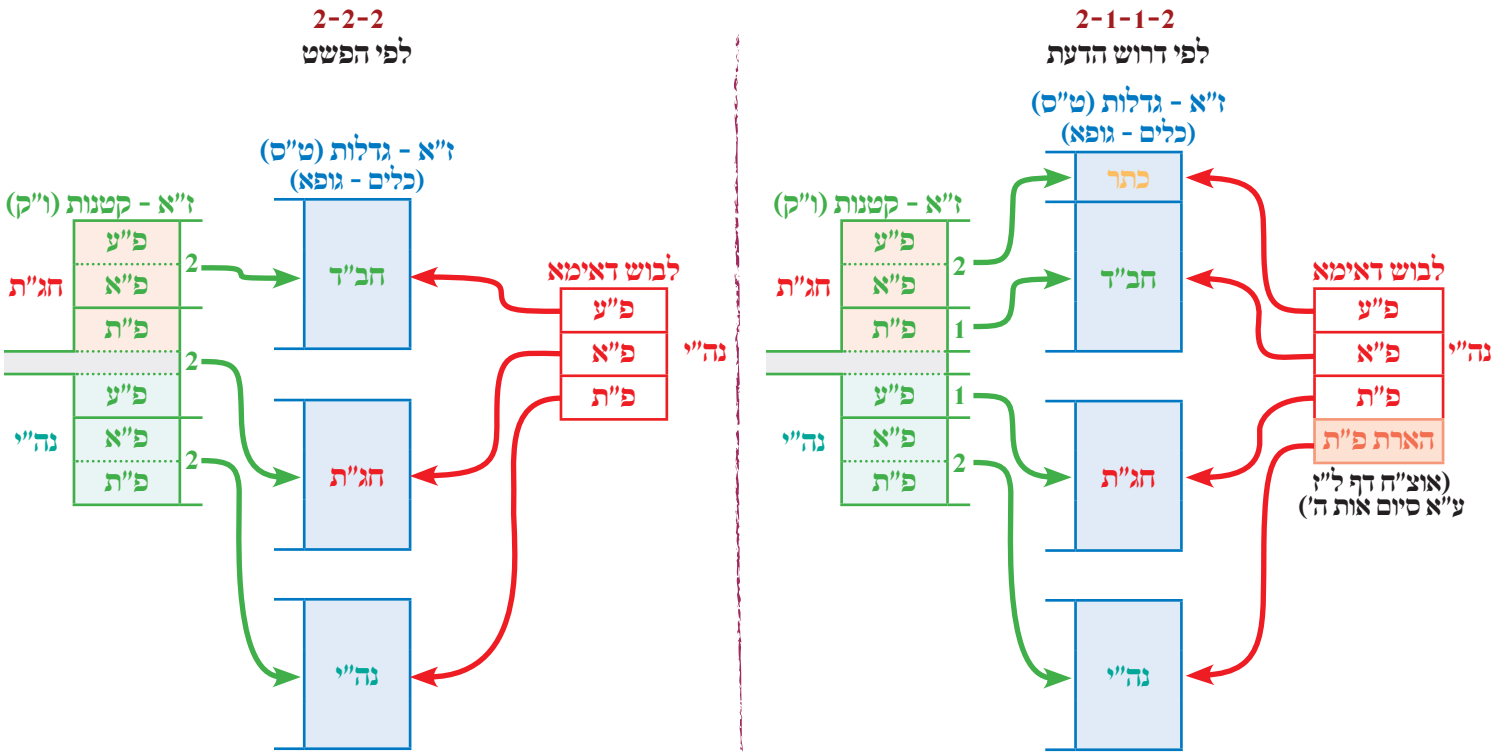 2-1-1-2
לפי דרוש הדעת
ז"א - גדלות (ט"ס)
(כלים - גופא)
כתר
חב"ד
חג"ת
נה"י
ז"א - קטנות (ו"ק)
חג"ת
פ"ע
פ"א
2
פ"ת
1
נה"י
פ"ע
1
פ"א
פ"ת
2
לבוש דאימא
נה"י
פ"ע
פ"א
פ"ת
הארת פ"ת
(אוצ"ח דף ל"ז
ע"א סיום אות ה')
2-2-2
לפי הפשט
ז"א - גדלות (ט"ס)
(כלים - גופא)
חב"ד
חג"ת
נה"י
ז"א - קטנות (ו"ק)
חג"ת
פ"ע
פ"א
2
פ"ת
2
נה"י
פ"ע
פ"א
פ"ת
2
לבוש דאימא
נה"י
פ"ע
פ"א
פ"ת